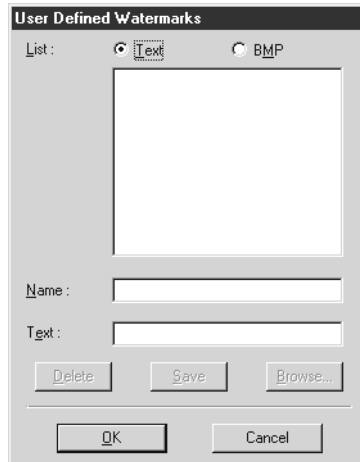 User Defined Watermarks
List : Text BMP
Name :
Text :
Delete Save Browse...
OK Cancel